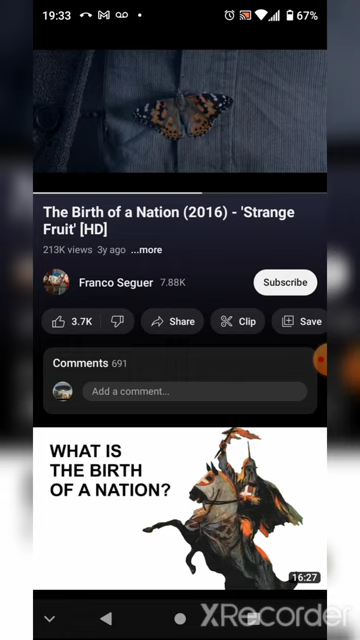 19:33
67%
The Birth of a Nation (2016) - 'Strange
Fruit' [HD]
213K views 3y ago ...more
Franco Seguer 7.88K
Subscribe
3.7K
Share
Clip
Save
Comments 691
Add a comment...
WHAT IS
THE BIRTH
OF A NATION?
16:27
XRecorder